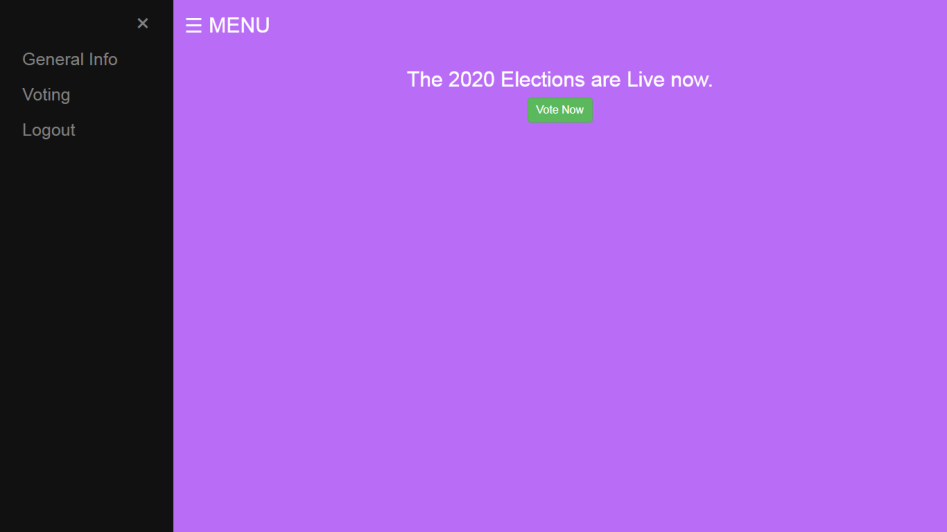 ×
General Info
Voting
Logout
☰ MENU
The 2020 Elections are Live now.
Vote Now